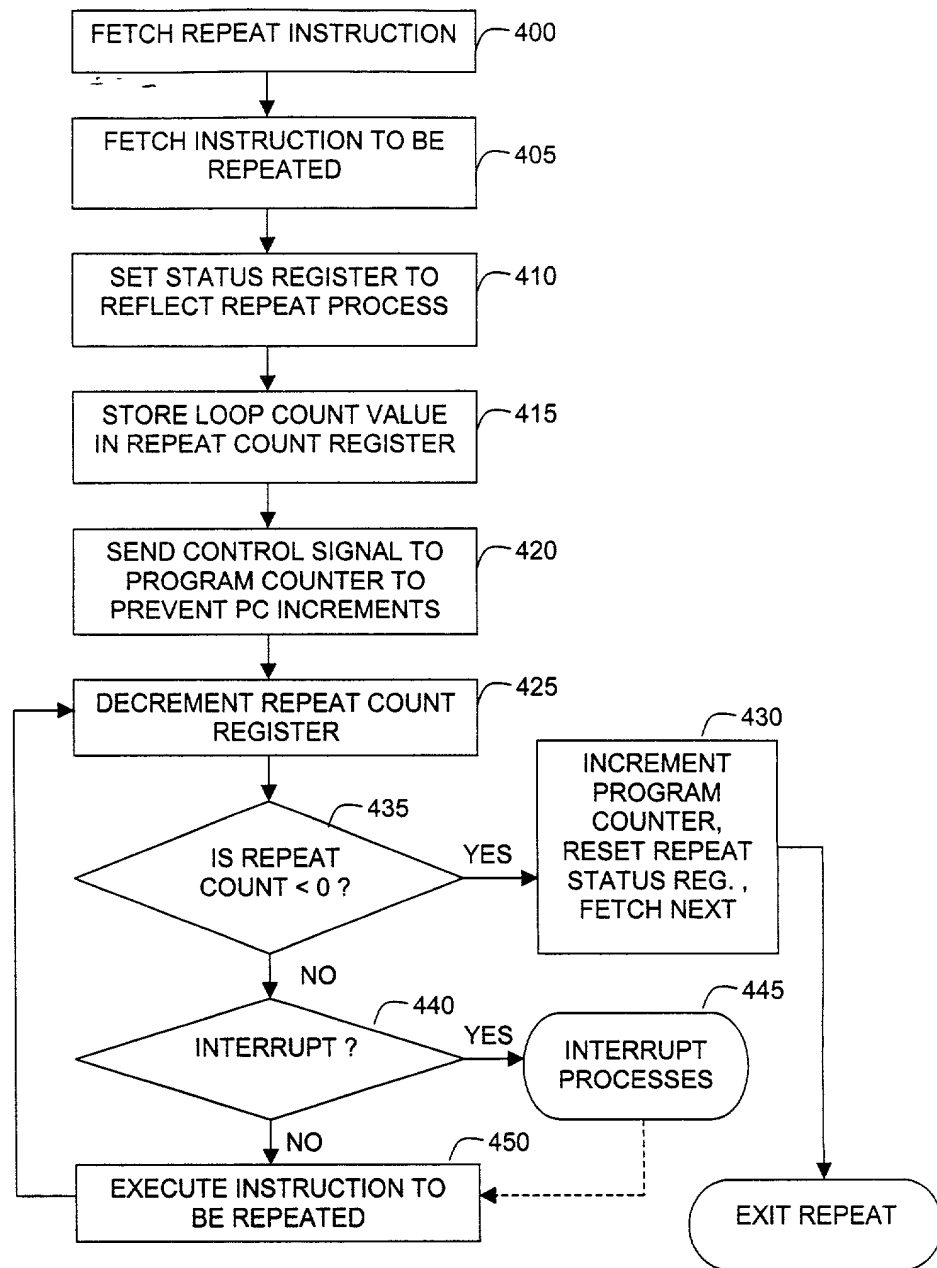 FETCH REPEAT INSTRUCTION
400
FETCH INSTRUCTION TO BE
REPEATED
405
SET STATUS REGISTER TO
REFLECT REPEAT PROCESS
410
STORE LOOP COUNT VALUE
IN REPEAT COUNT REGISTER
415
SEND CONTROL SIGNAL TO
PROGRAM COUNTER TO
PREVENT PC INCREMENTS
420
DECREMENT REPEAT COUNT
REGISTER
425
430
INCREMENT
PROGRAM
COUNTER,
RESET REPEAT
STATUS REG. ,
FETCH NEXT
435
IS REPEAT
COUNT < 0 ?
YES
NO
440
INTERRUPT ?
YES
445
INTERRUPT
PROCESSES
NO
450
EXECUTE INSTRUCTION TO
BE REPEATED
EXIT REPEAT